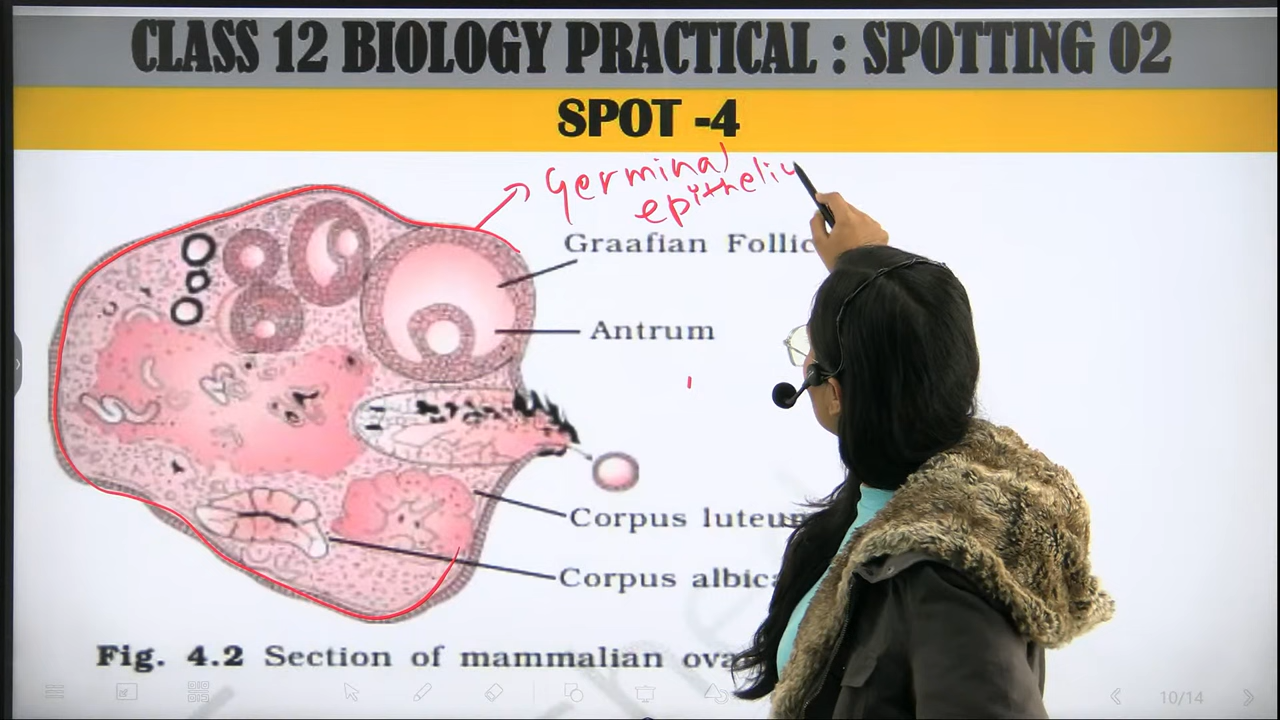 CLASS 12 BIOLOGY PRACTICAL : SPOTTING 02
SPOT -4
Germinal
epitheliu
Graafian Follic
Antrum
Corpus luteu
Corpus albica
Fig. 4.2 Section of mammalian ova
10/14